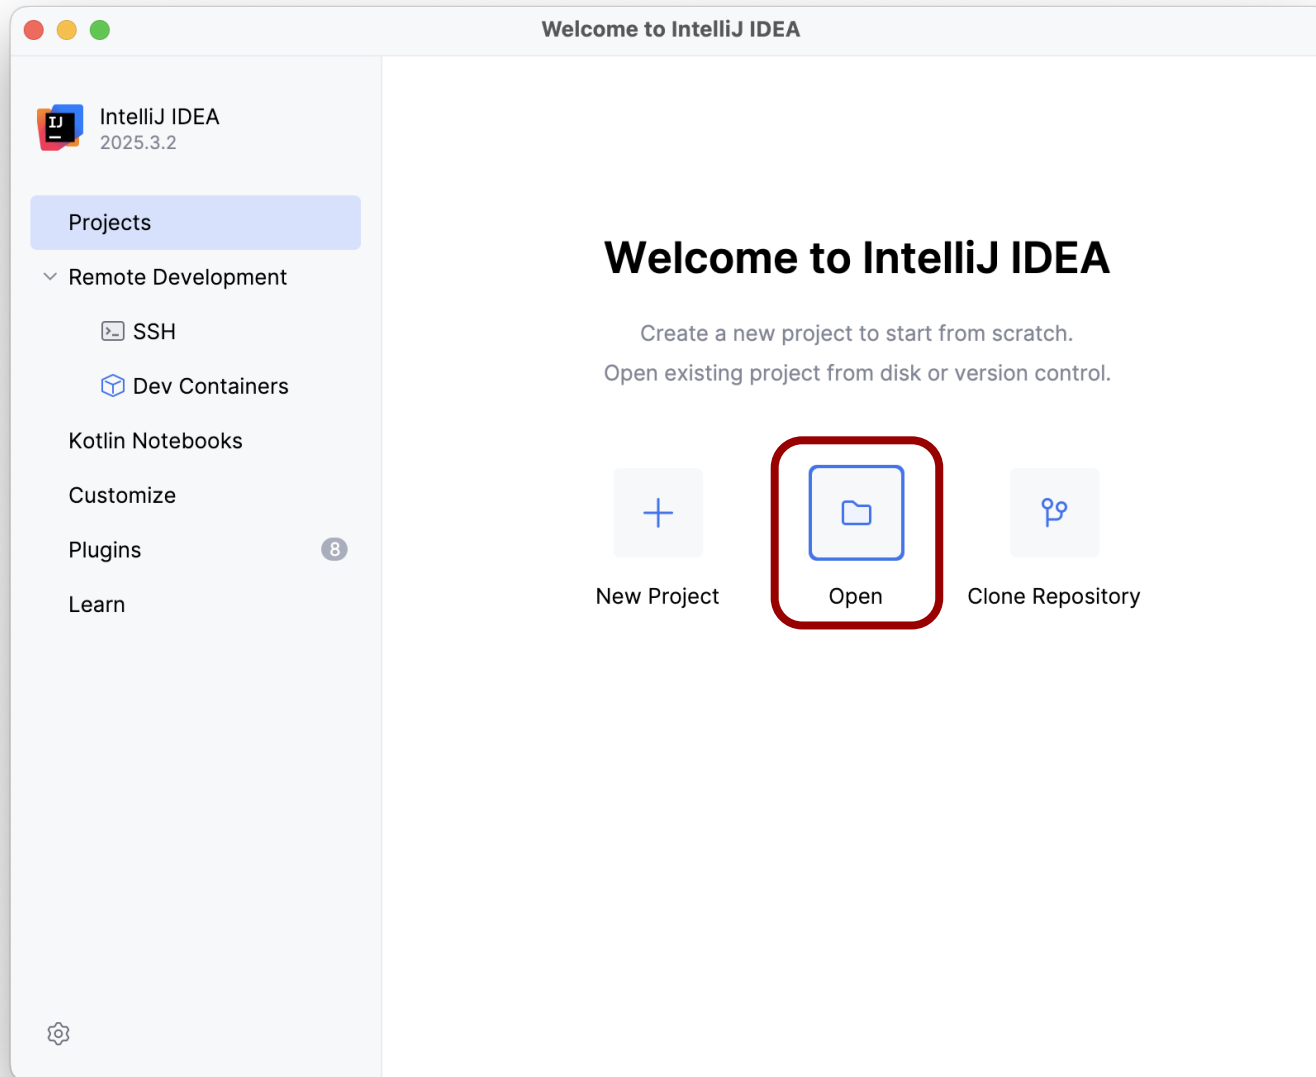 Welcome to IntelliJ IDEA
IJ
IntelliJ IDEA
2025.3.2
Projects
Remote Development
SSH
Dev Containers
Kotlin Notebooks
Customize
Plugins 8
Learn
Welcome to IntelliJ IDEA
Create a new project to start from scratch.
Open existing project from disk or version control.
New Project Open Clone Repository